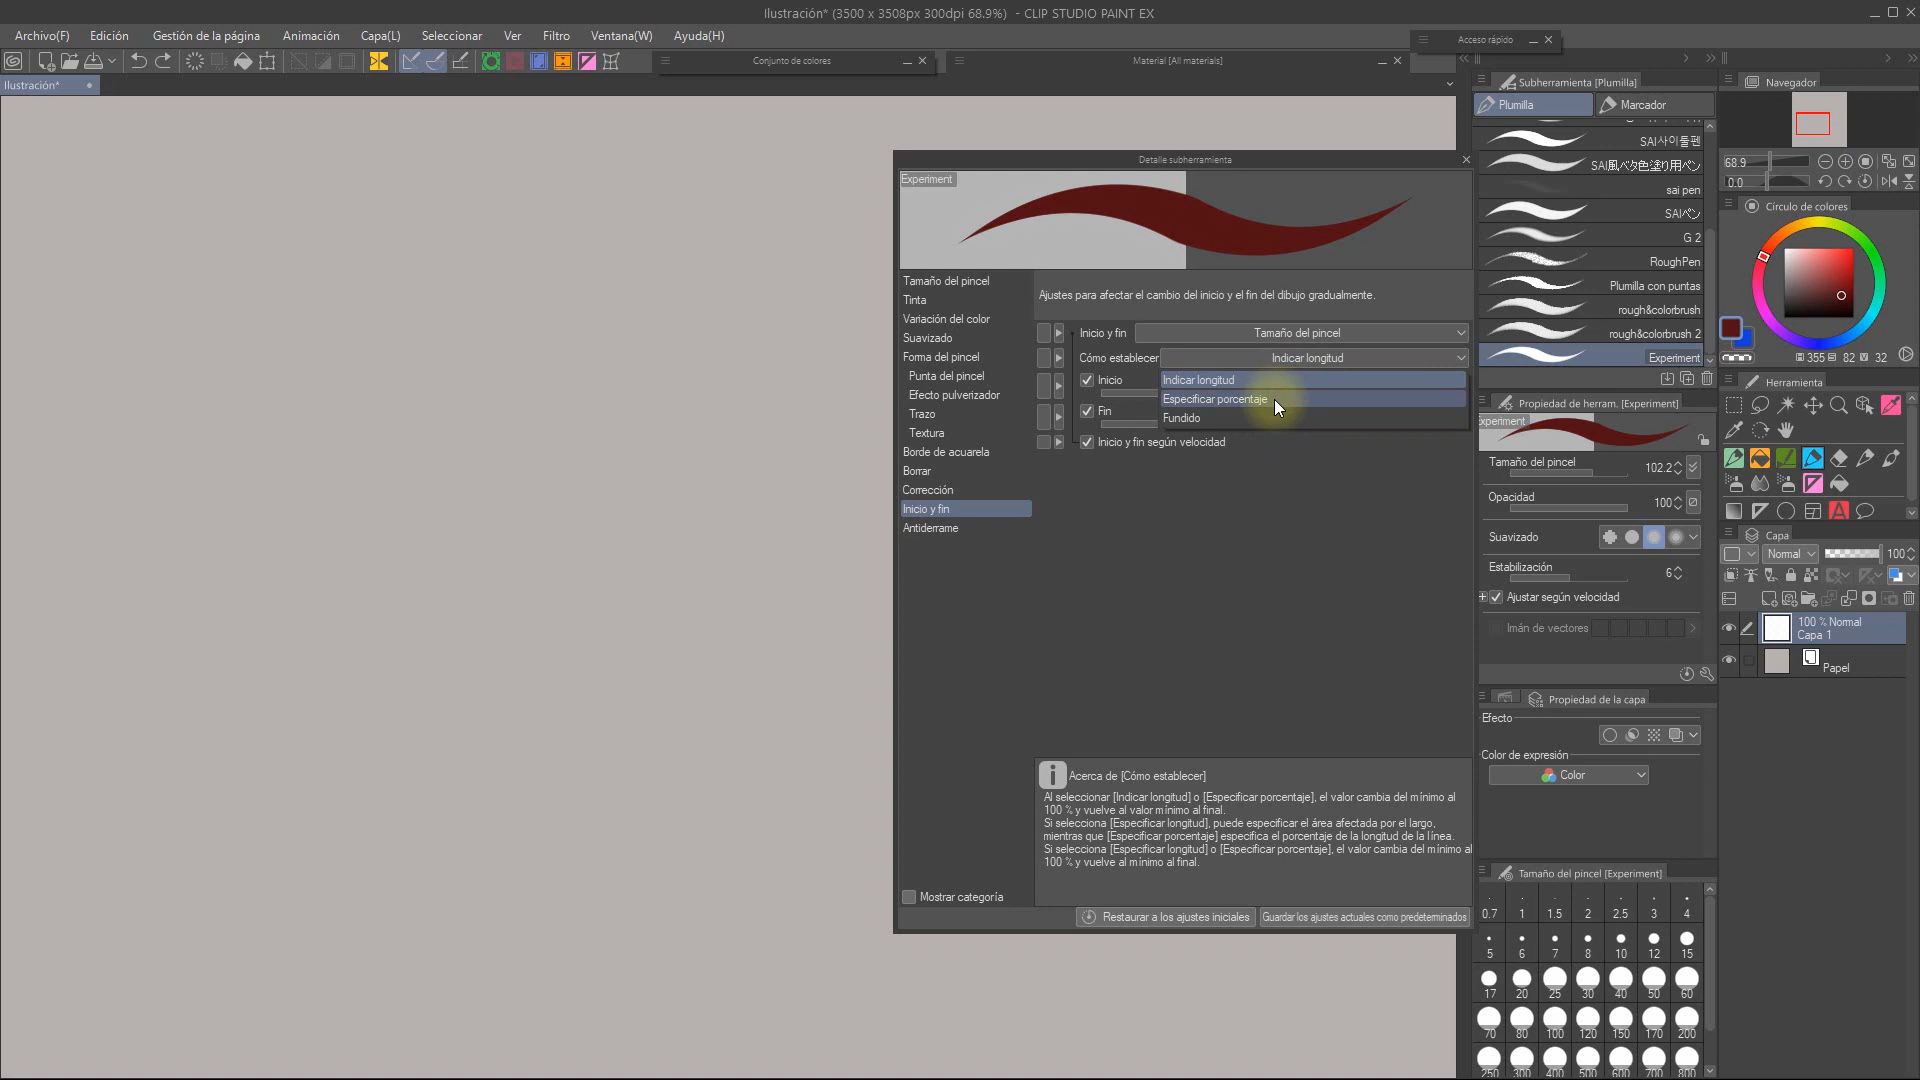 Ilustración* (3500 x 3508px 300dpi 68.9%)  - CLIP STUDIO PAINT EX
Archivo(F) Edición Gestión de la página Animación Capa(L) Seleccionar Ver Filtro Ventana(W) Ayuda(H)
Acceso rápido
Conjunto de colores
Material [All materials]
Ilustración*
Subherramienta [Plumilla]
Plumilla
Marcador
SAI사이툴펜
SAI風ベタ色塗り用ペン
sai pen
SAIペン
G 2
RoughPen
Plumilla con puntas
rough&colorbrush
rough&colorbrush 2
Experiment
Navegador
68.9
0.0
Círculo de colores
355 82 V 32
Herramienta
Detalle subherramienta
Experiment
Tamaño del pincel
Tinta
Variación del color
Suavizado
Forma del pincel
Punta del pincel
Efecto pulverizador
Trazo
Textura
Borde de acuarela
Borrar
Corrección
Inicio y fin
Antiderrame
Mostrar categoría
Ajustes para afectar el cambio del inicio y el fin del dibujo gradualmente.
Inicio y fin
Tamaño del pincel
Cómo establecer
Indicar longitud
Inicio
Indicar longitud
Especificar porcentaje
Fin
Fundido
Inicio y fin según velocidad
Acerca de [Cómo establecer]
Al seleccionar [Indicar longitud] o [Especificar porcentaje], el valor cambia del mínimo al
100 % y vuelve al valor mínimo al final.
Si selecciona [Especificar longitud], puede especificar el área afectada por el largo,
mientras que [Especificar porcentaje] especifica el porcentaje de la longitud de la línea.
Si selecciona [Especificar longitud] o [Especificar porcentaje], el valor cambia del mínimo al
100 % y vuelve al mínimo al final.
Restaurar a los ajustes iniciales
Guardar los ajustes actuales como predeterminados
Propiedad de herram. [Experiment]
Experiment
Tamaño del pincel 102.2
Opacidad 100
Suavizado
Estabilización 6
Ajustar según velocidad
Imán de vectores
Propiedad de la capa
Efecto
Color de expresión
Color
Capa
Normal 100
100 % Normal
Capa 1
Papel
Tamaño del pincel [Experiment]
0.7 1 1.5 2 2.5 3 4
5 6 7 8 10 12 15
17 20 25 30 40 50 60
70 80 100 120 150 170 200
250 300 400 500 600 700 800